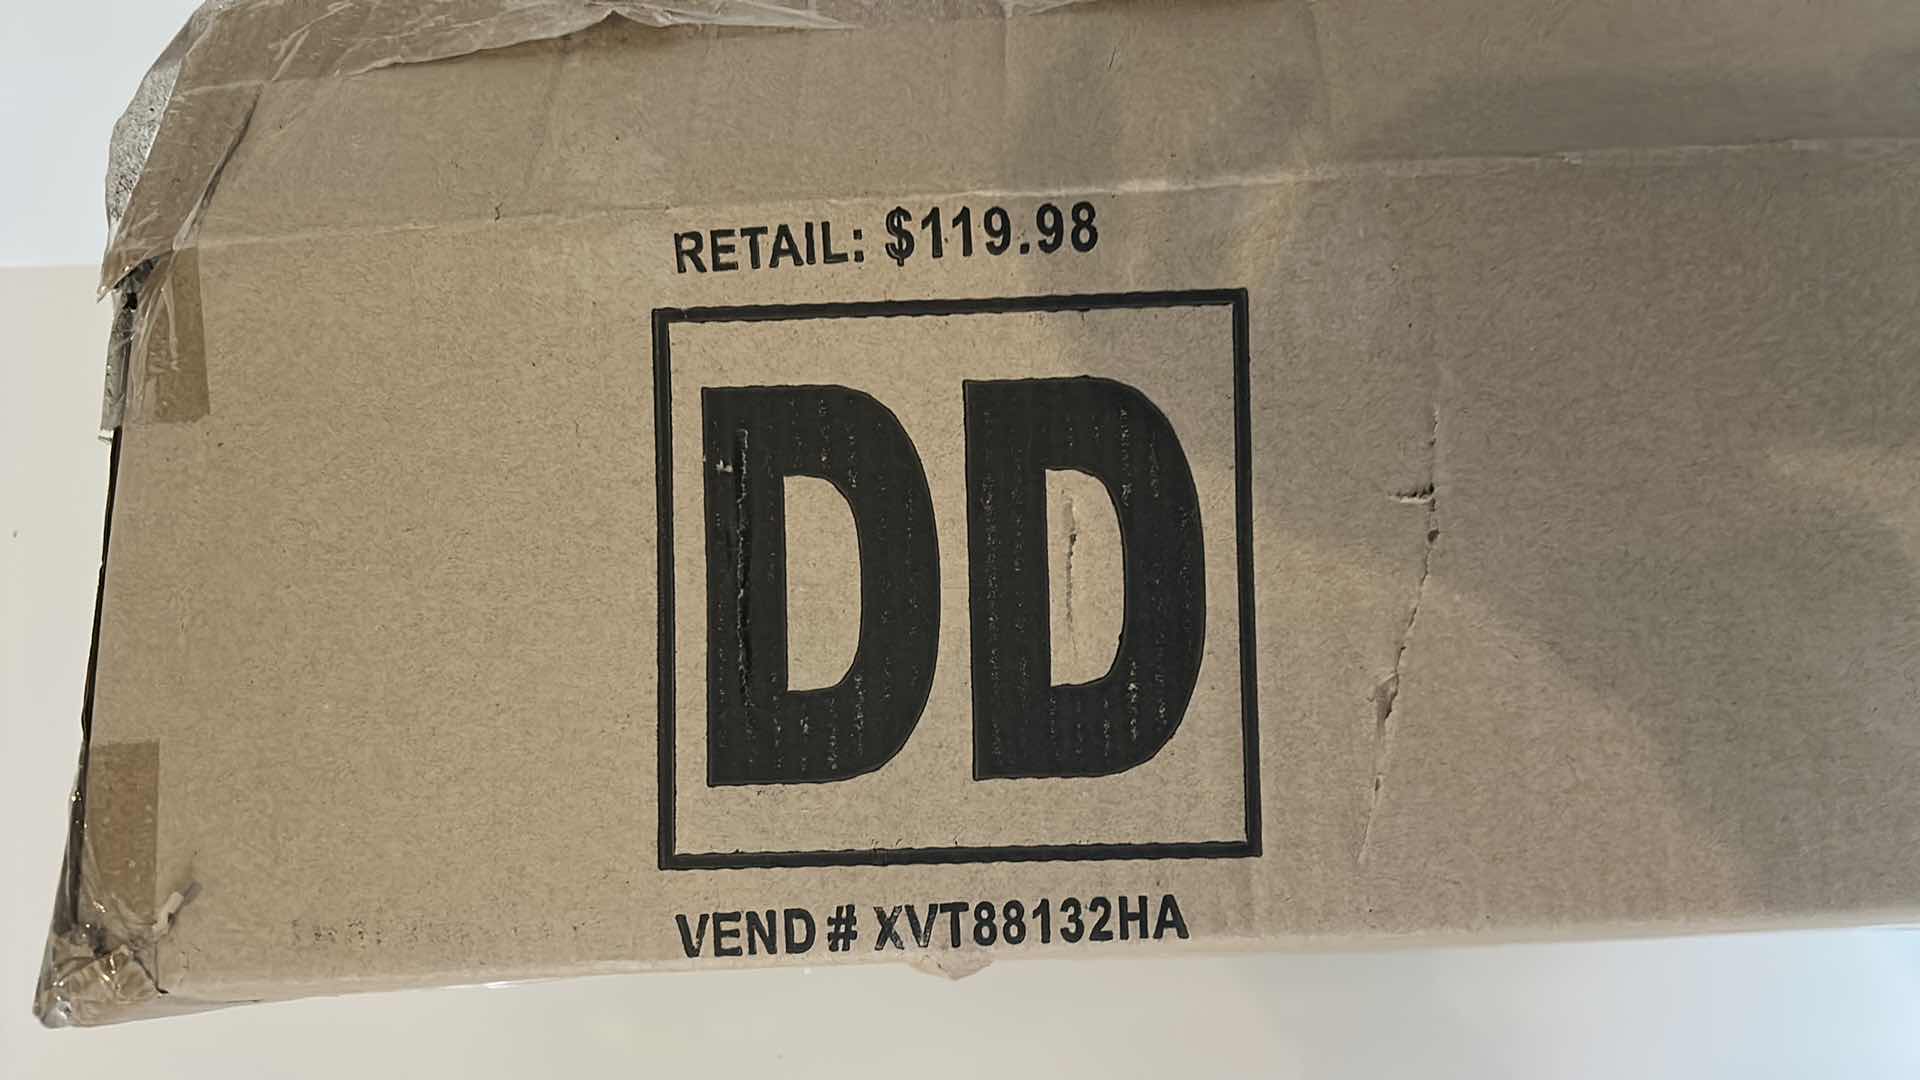 RETAIL: $119.98
DD
VEND # XVT88132HA